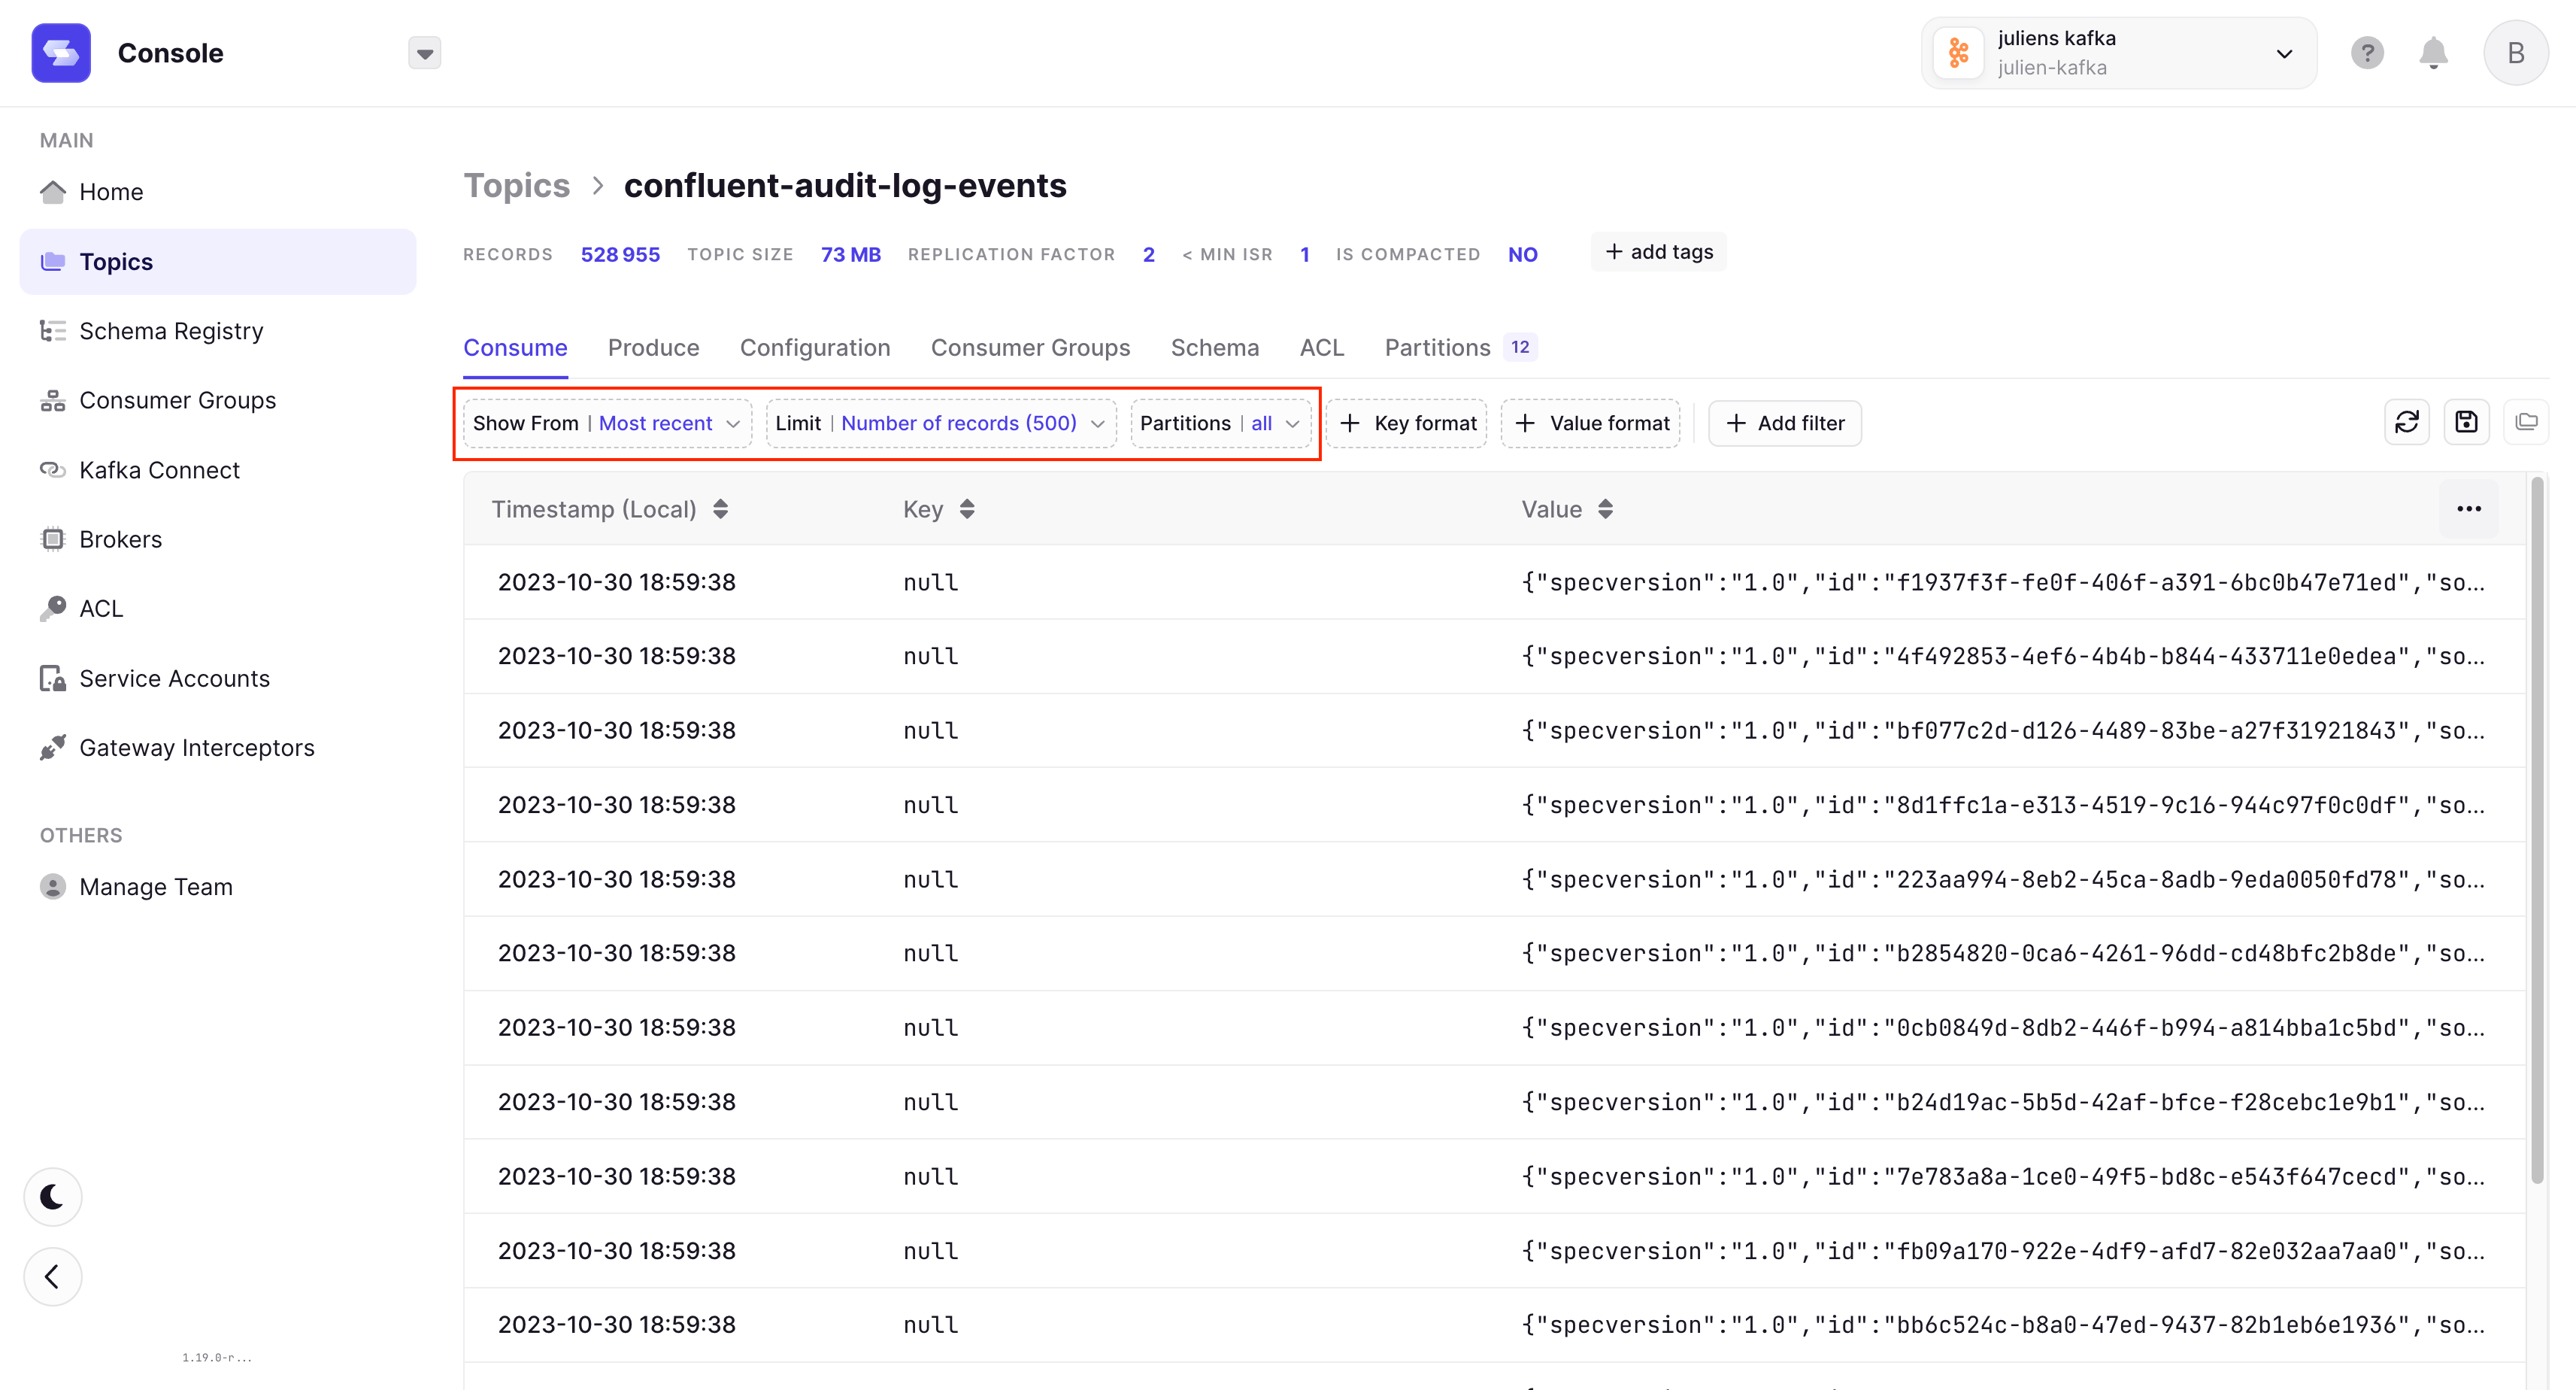 Console
juliens kafka
julien-kafka
?
B
MAIN
Home
Topics
Schema Registry
Consumer Groups
Kafka Connect
Brokers
ACL
Service Accounts
Gateway Interceptors
OTHERS
Manage Team
1.19.0-r...
Topics > confluent-audit-log-events
RECORDS 528 955 TOPIC SIZE 73 MB REPLICATION FACTOR 2 < MIN ISR 1 IS COMPACTED NO + add tags
Consume Produce Configuration Consumer Groups Schema ACL Partitions 12
Show From | Most recent Limit | Number of records (500) Partitions | all + Key format + Value format + Add filter
Timestamp (Local) Key Value ...
2023-10-30 18:59:38 null {"specversion":"1.0","id":"f1937f3f-fe0f-406f-a391-6bc0b47e71ed","so...
2023-10-30 18:59:38 null {"specversion":"1.0","id":"4f492853-4ef6-4b4b-b844-433711e0edea","so...
2023-10-30 18:59:38 null {"specversion":"1.0","id":"bf077c2d-d126-4489-83be-a27f31921843","so...
2023-10-30 18:59:38 null {"specversion":"1.0","id":"8d1ffc1a-e313-4519-9c16-944c97f0c0df","so...
2023-10-30 18:59:38 null {"specversion":"1.0","id":"223aa994-8eb2-45ca-8adb-9eda0050fd78","so...
2023-10-30 18:59:38 null {"specversion":"1.0","id":"b2854820-0ca6-4261-96dd-cd48bfc2b8de","so...
2023-10-30 18:59:38 null {"specversion":"1.0","id":"0cb0849d-8db2-446f-b994-a814bba1c5bd","so...
2023-10-30 18:59:38 null {"specversion":"1.0","id":"b24d19ac-5b5d-42af-bfce-f28cebc1e9b1","so...
2023-10-30 18:59:38 null {"specversion":"1.0","id":"7e783a8a-1ce0-49f5-bd8c-e543f647cecd","so...
2023-10-30 18:59:38 null {"specversion":"1.0","id":"fb09a170-922e-4df9-afd7-82e032aa7aa0","so...
2023-10-30 18:59:38 null {"specversion":"1.0","id":"bb6c524c-b8a0-47ed-9437-82b1eb6e1936","so...